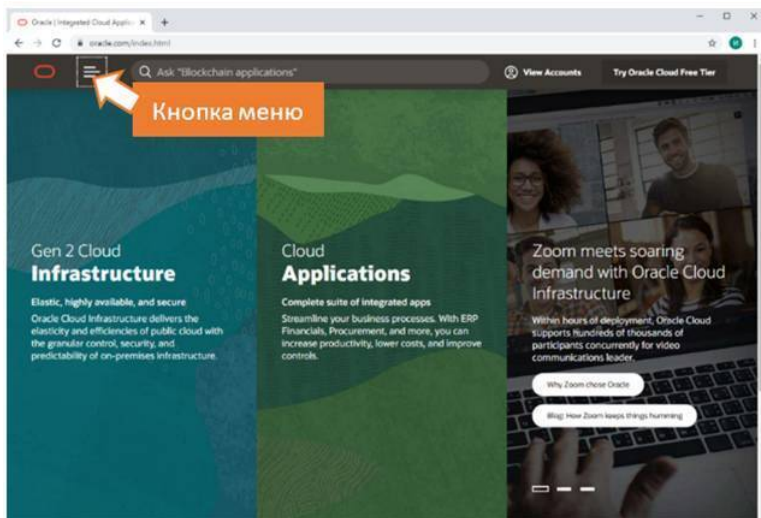 Oracle | Integrated Cloud Applic
oracle.com/index.html
Ask "Blockchain applications"
View Accounts
Try Oracle Cloud Free Tier
Кнопка меню
Gen 2 Cloud
Infrastructure
Elastic, highly available, and secure
Oracle Cloud Infrastructure delivers the
elasticity and efficiencies of public cloud with
the granular control, security, and
predictability of on-premises infrastructure.
Cloud
Applications
Complete suite of integrated apps
Streamline your business processes. With ERP
Financials, Procurement, and more, you can
increase productivity, lower costs, and improve
controls.
Zoom meets soaring
demand with Oracle Cloud
Infrastructure
Within hours of deployment, Oracle Cloud
supports hundreds of thousands of
participants concurrently for video
communications leader.
Why Zoom chose Oracle
Blog: How Zoom keeps things humming